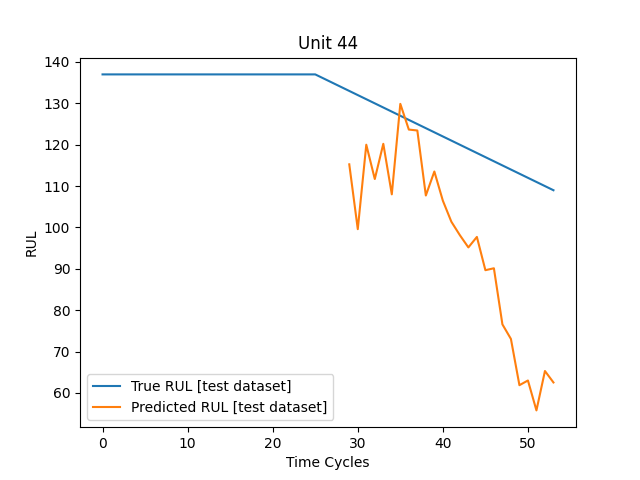 Unit 44
140
130
120
110
100
90
80
70
60
RUL
True RUL [test dataset]
Predicted RUL [test dataset]
0 10 20 30 40 50
Time Cycles